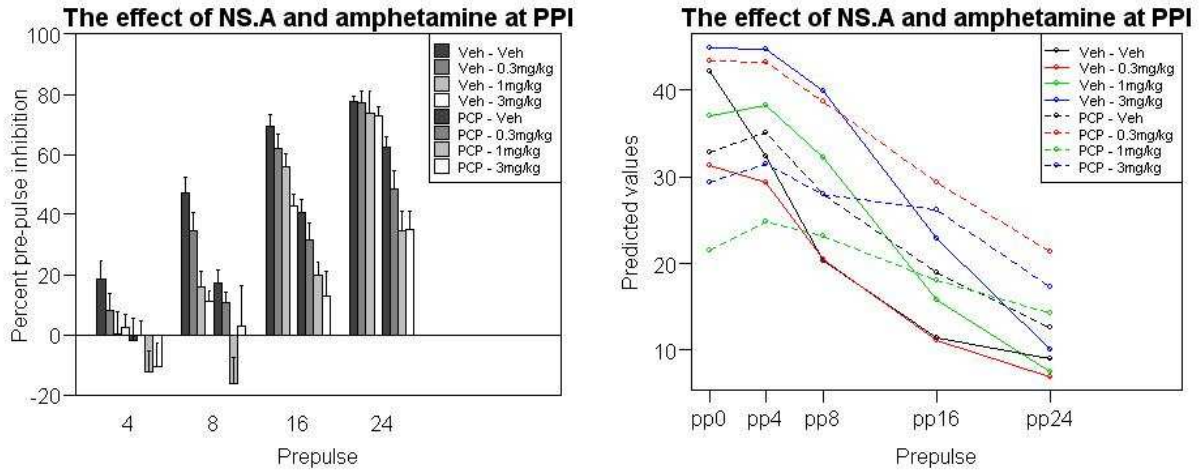 The effect of NS.A and amphetamine at PPI
Percent pre-pulse inhibition
100
80
60
40
20
0
-20
4 8 16 24
Prepulse
Veh - Veh
Veh - 0.3mg/kg
Veh - 1mg/kg
Veh - 3mg/kg
PCP - Veh
PCP - 0.3mg/kg
PCP - 1mg/kg
PCP - 3mg/kg
The effect of NS.A and amphetamine at PPI
Predicted values
40
30
20
10
pp0 pp4 pp8 pp16 pp24
Prepulse
Veh - Veh
Veh - 0.3mg/kg
Veh - 1mg/kg
Veh - 3mg/kg
PCP - Veh
PCP - 0.3mg/kg
PCP - 1mg/kg
PCP - 3mg/kg